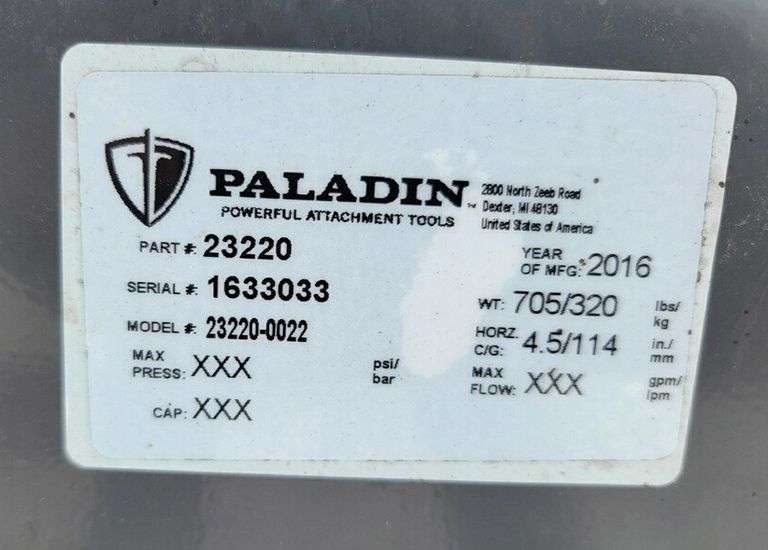 PALADIN™
POWERFUL ATTACHMENT TOOLS
2800 North Zeeb Road
Dexter, MI 48130
United States of America
PART #: 23220
SERIAL #: 1633033
MODEL #: 23220-0022
MAX
PRESS: XXX psi/
bar
CAP: XXX
YEAR
OF MFG: 2016
WT: 705/320 lbs/
kg
HORZ.
C/G: 4.5/114 in./
mm
MAX
FLOW: XXX gpm/
lpm